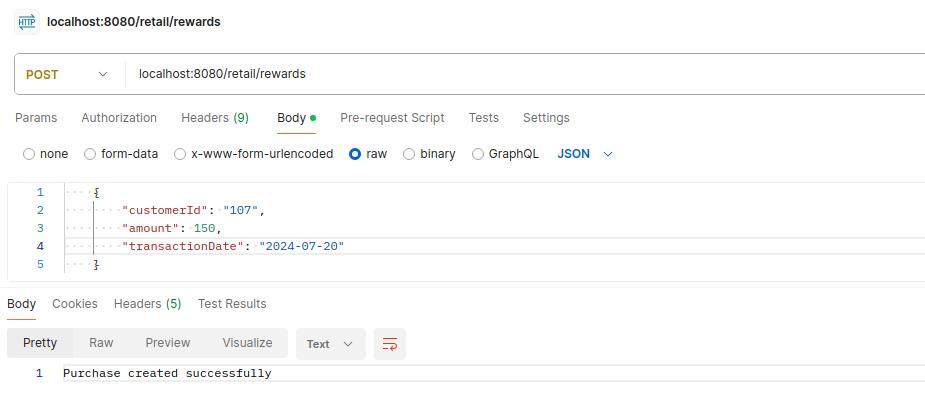 HTTP localhost:8080/retail/rewards
POST localhost:8080/retail/rewards
Params Authorization Headers (9) Body Pre-request Script Tests Settings
none form-data x-www-form-urlencoded raw binary GraphQL JSON
1 {
2 "customerId": "107",
3 "amount": 150,
4 "transactionDate": "2024-07-20"
5 }
Body Cookies Headers (5) Test Results
Pretty Raw Preview Visualize Text
1 Purchase created successfully